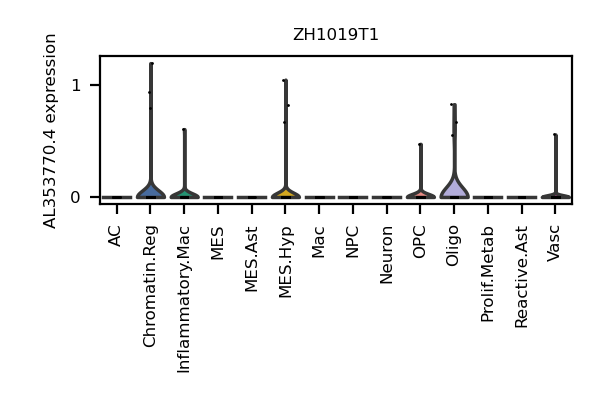 ZH1019T1
AL353770.4 expression
1
0
AC
Chromatin.Reg
Inflammatory.Mac
MES
MES.Ast
MES.Hyp
Mac
NPC
Neuron
OPC
Oligo
Prolif.Metab
Reactive.Ast
Vasc